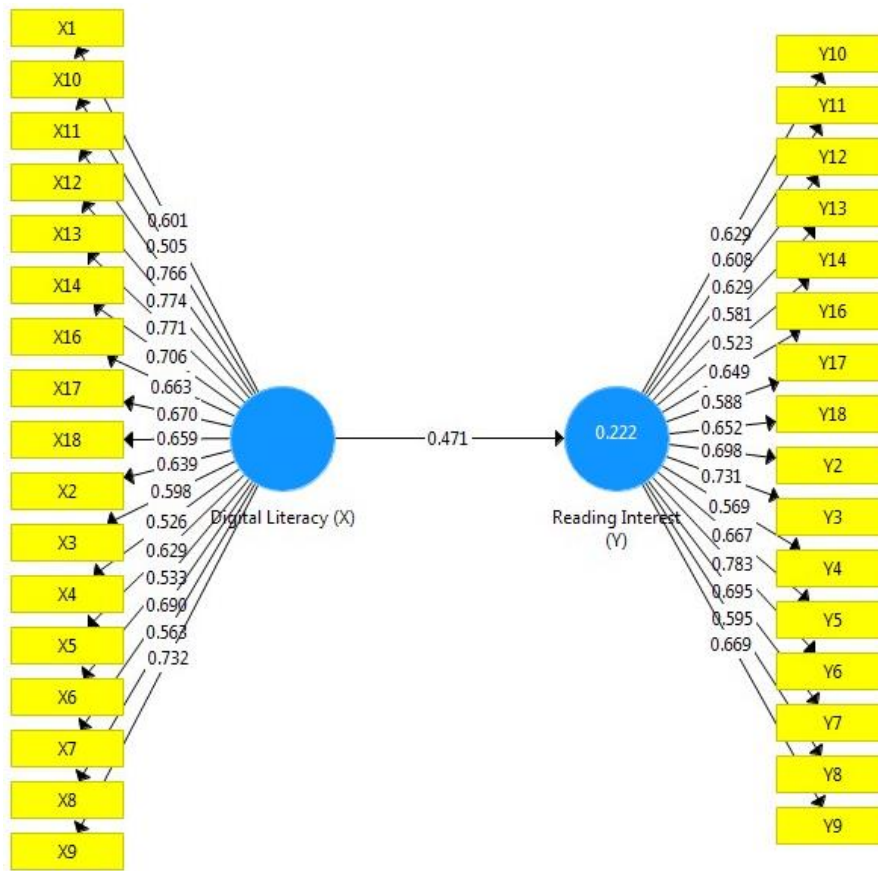 X1
X10
X11
X12
X13
X14
X16
X17
X18
X2
X3
X4
X5
X6
X7
X8
X9
0.601
0.505
0.766
0.774
0.771
0.706
0.663
0.670
0.659
0.639
0.598
0.526
0.629
0.533
0.690
0.563
0.732
Digital Literacy (X)
0.471
0.222
Reading Interest
(Y)
0.629
0.608
0.629
0.581
0.523
0.649
0.588
0.652
0.698
0.731
0.569
0.667
0.783
0.695
0.595
0.669
Y10
Y11
Y12
Y13
Y14
Y16
Y17
Y18
Y2
Y3
Y4
Y5
Y6
Y7
Y8
Y9